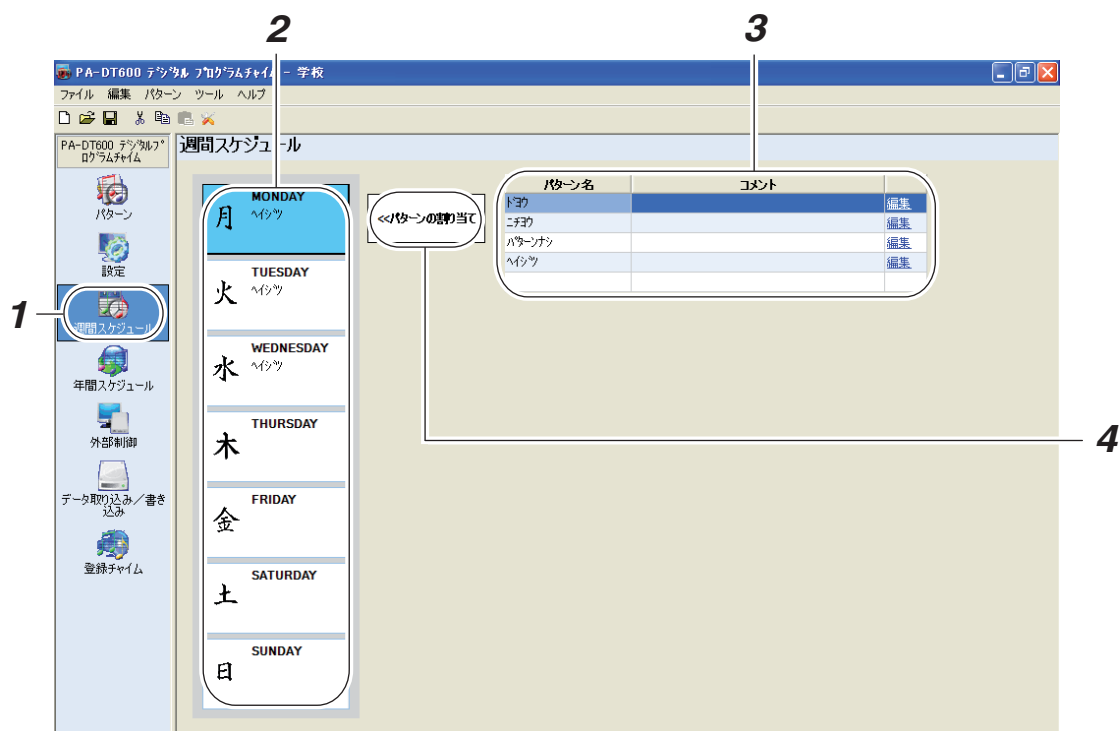 2
3
PA-DT600 デジタル プログラムチャイム - 学校
ファイル 編集 パターン ツール ヘルプ
PA-DT600 デジタルプ
ログラムチャイム
週間スケジュール
パターン
設定
1
週間スケジュール
年間スケジュール
外部制御
データ取り込み／書き
込み
登録チャイム
月 MONDAY
ヘイジツ
火 TUESDAY
ヘイジツ
水 WEDNESDAY
ヘイジツ
木 THURSDAY
金 FRIDAY
土 SATURDAY
日 SUNDAY
<<パターンの割り当て
パターン名 コメント
ドヨウ 編集
ニチヨウ 編集
パターンナシ 編集
ヘイジツ 編集
4